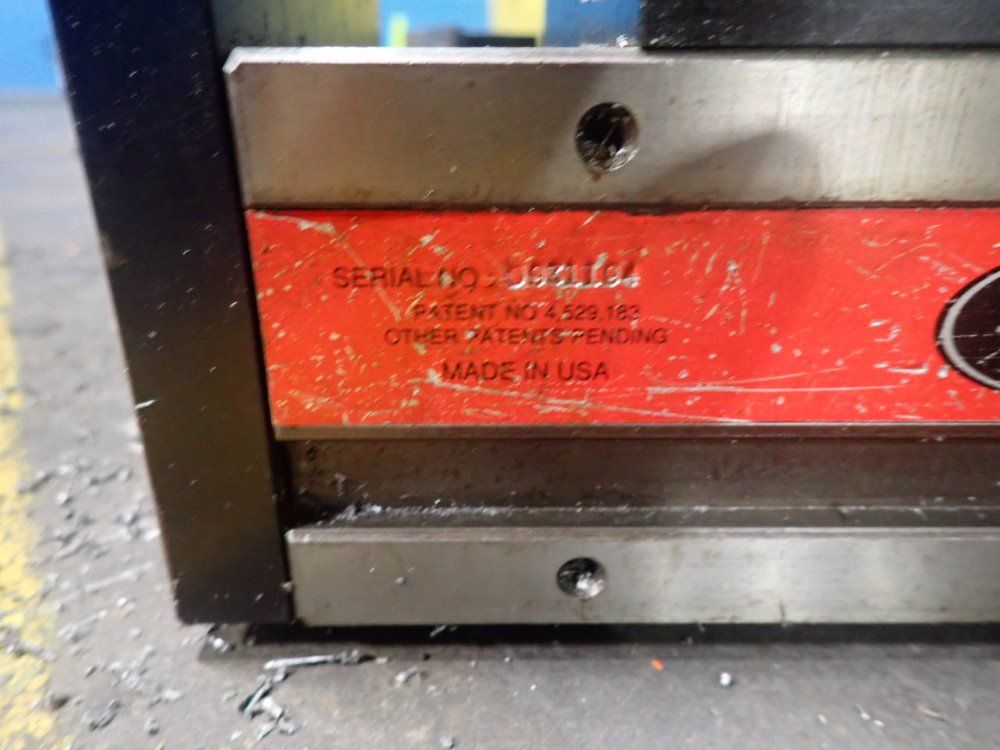 SERIAL NO.
PATENT NO 4,529,183
OTHER PATENTS PENDING
MADE IN USA